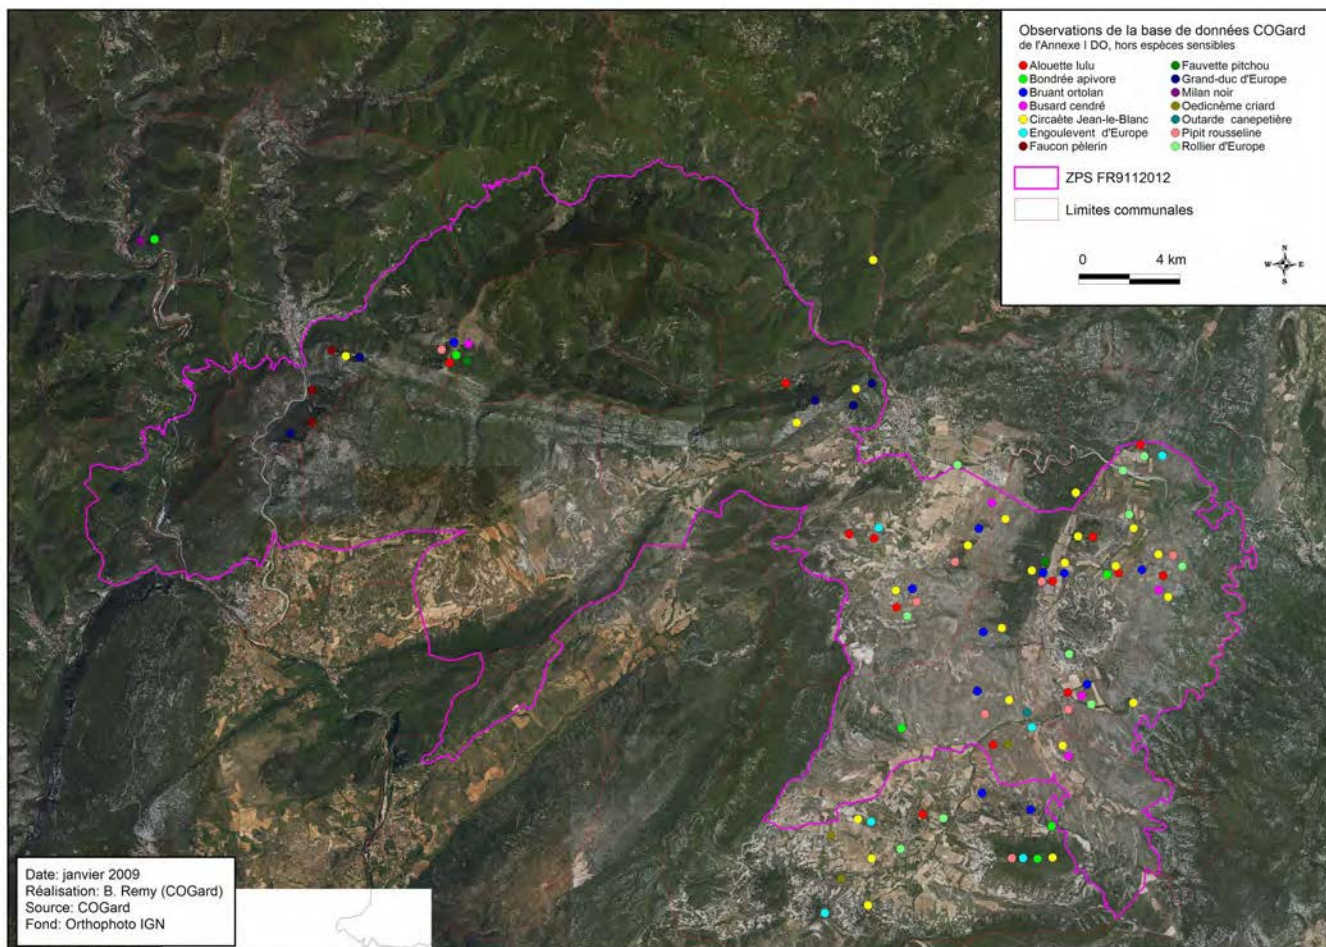 Observations de la base de données COGard
de l'Annexe I DO, hors espèces sensibles
Alouette lulu
Bondrée apivore
Bruant ortolan
Busard cendré
Circaète Jean-le-Blanc
Engoulevent d'Europe
Faucon pèlerin
Fauvette pitchou
Grand-duc d'Europe
Milan noir
Oedicnème criard
Outarde canepetière
Pipit rousseline
Rollier d'Europe
ZPS FR9112012
Limites communales
0 4 km
N
W E
S
Date: janvier 2009
Réalisation: B. Remy (COGard)
Source: COGard
Fond: Orthophoto IGN